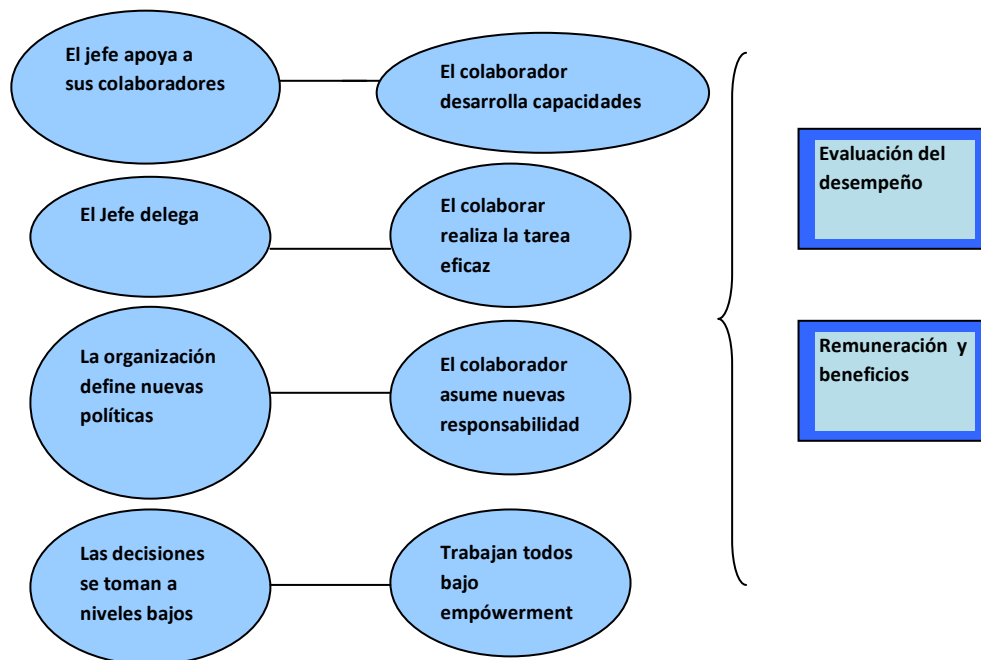 El jefe apoya a
sus colaboradores
El colaborador
desarrolla capacidades
El Jefe delega
El colaborar
realiza la tarea
eficaz
La organización
define nuevas
políticas
El colaborador
asume nuevas
responsabilidad
Las decisiones
se toman a
niveles bajos
Trabajan todos
bajo
empówerment
Evaluación del
desempeño
Remuneración y
beneficios